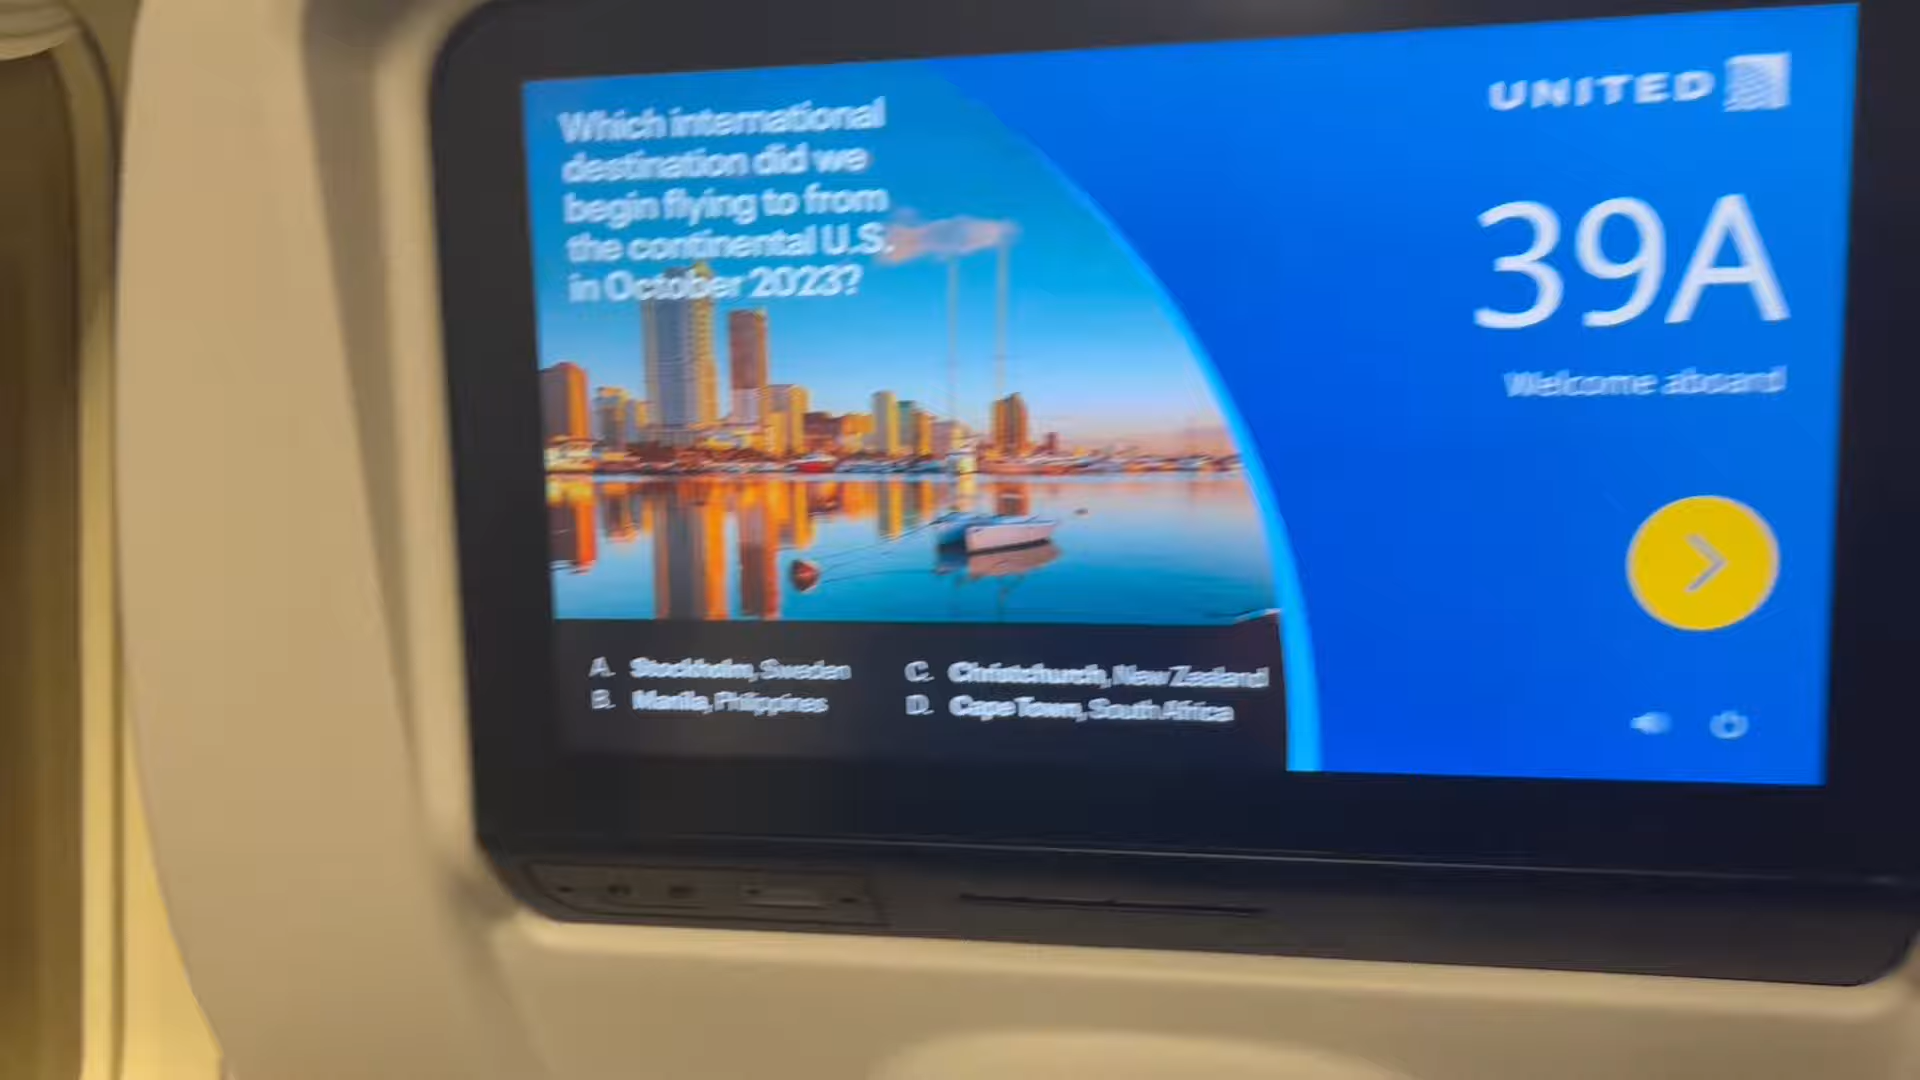 Which international
destination did we
begin flying to from
the continental U.S.
in October 2023?
A. Stockholm, Sweden
B. Manila, Philippines
C. Christchurch, New Zealand
D. Cape Town, South Africa
UNITED
39A
Welcome aboard